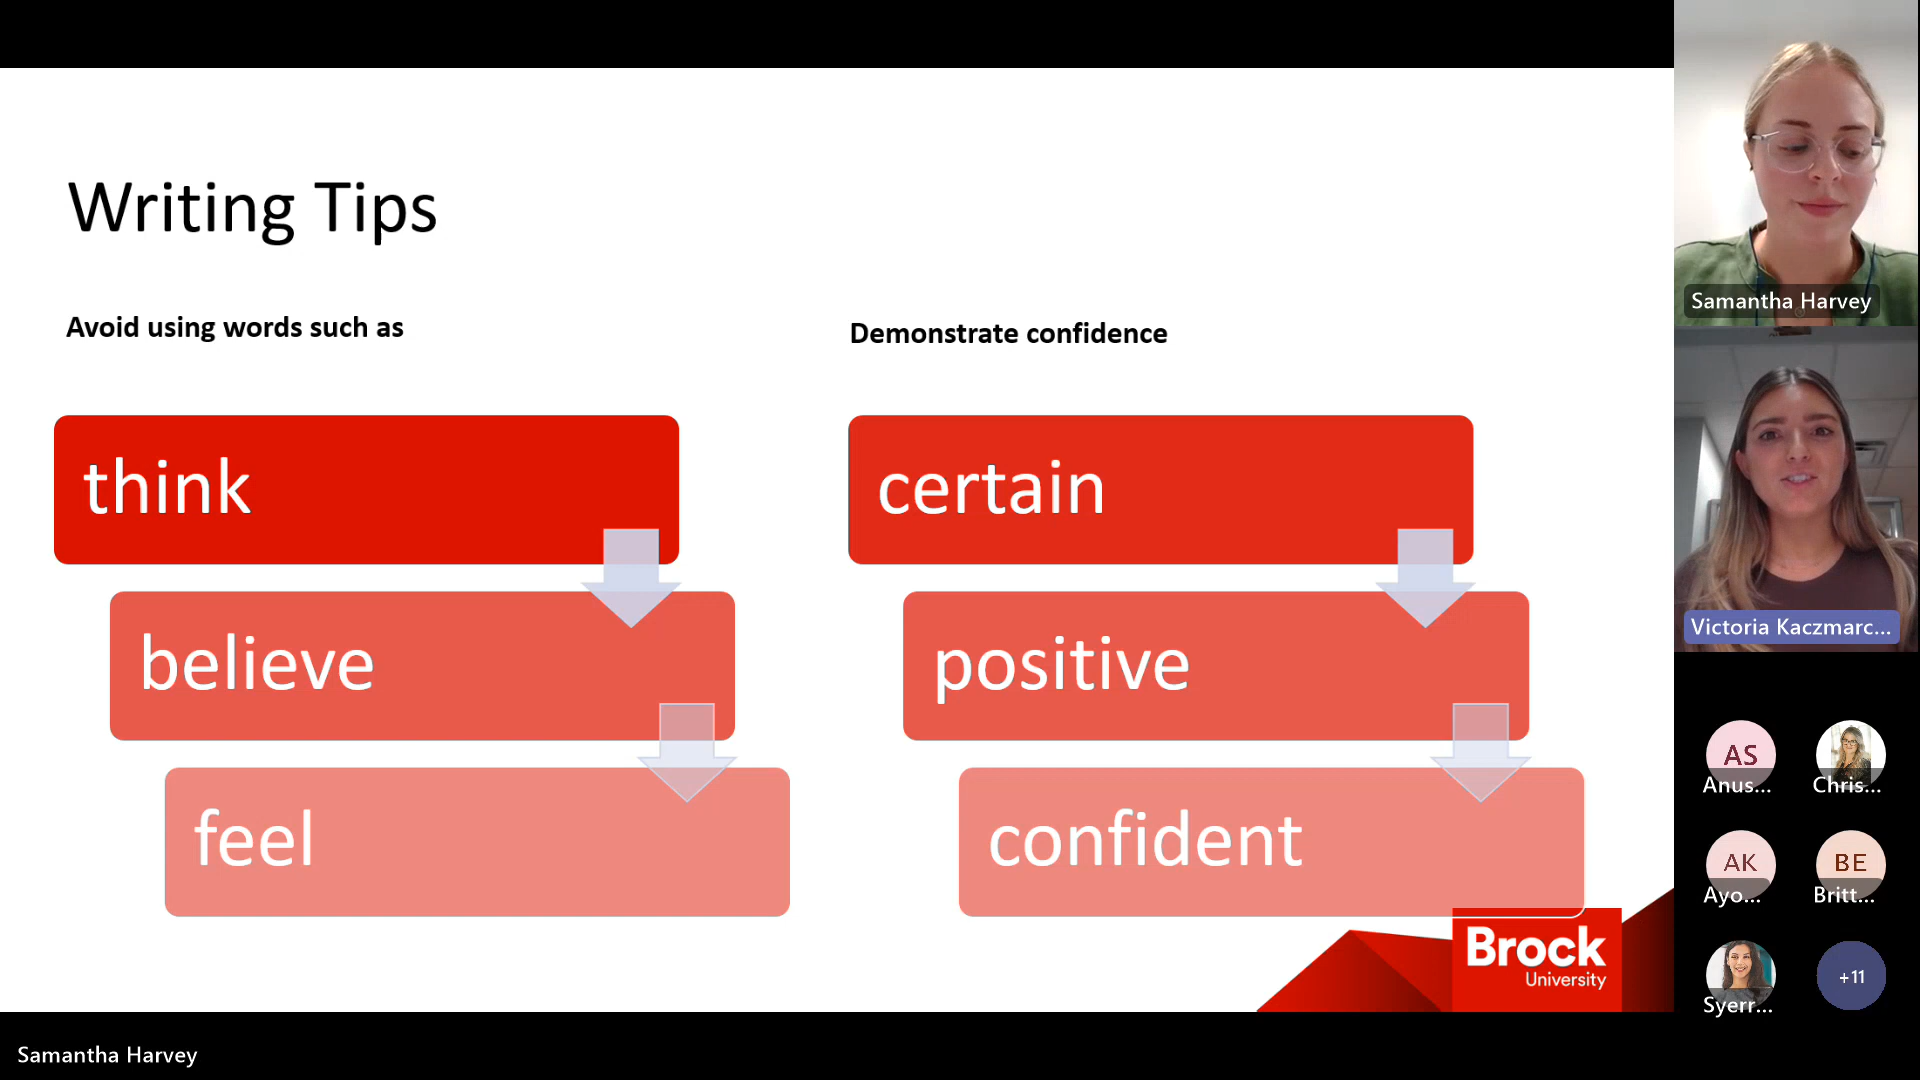 Writing Tips
Avoid using words such as
think
believe
feel
Demonstrate confidence
certain
positive
confident
Brock
University
Samantha Harvey
Samantha Harvey
Victoria Kaczmarc...
AS
Anus...
Chris...
AK
Ayo...
BE
Britt...
Syerr...
+11